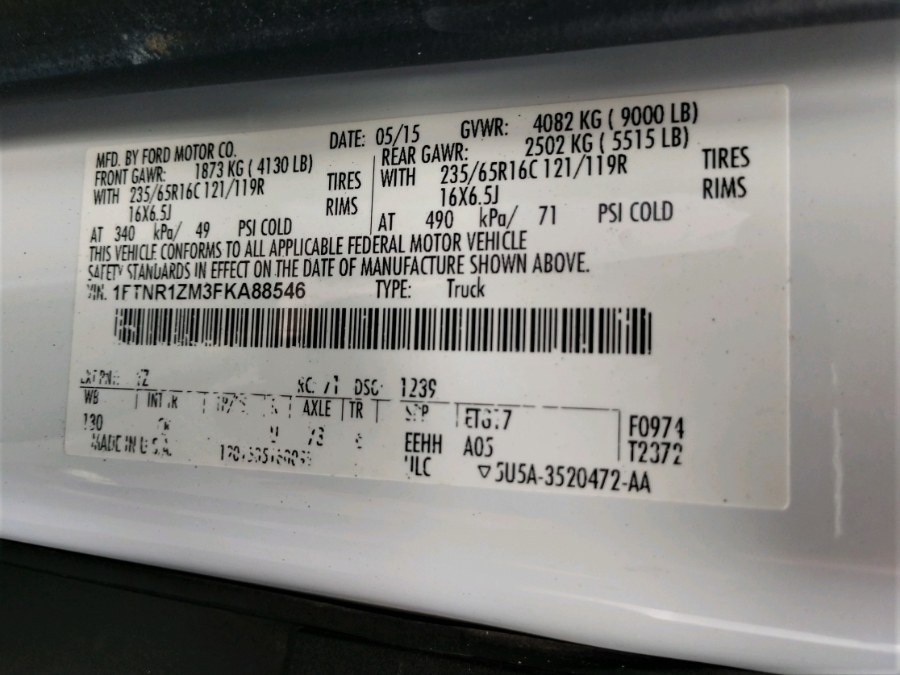 MFD. BY FORD MOTOR CO.
DATE: 05/15 GVWR: 4082 KG ( 9000 LB)
FRONT GAWR: 1873 KG ( 4130 LB)
WITH 235/65R16C 121/119R TIRES
16X6.5J RIMS
AT 340 kPa/ 49 PSI COLD
REAR GAWR: 2502 KG ( 5515 LB)
WITH 235/65R16C 121/119R TIRES
16X6.5J RIMS
AT 490 kPa/ 71 PSI COLD
THIS VEHICLE CONFORMS TO ALL APPLICABLE FEDERAL MOTOR VEHICLE
SAFETY STANDARDS IN EFFECT ON THE DATE OF MANUFACTURE SHOWN ABOVE.
VIN: 1FTNR1ZM3FKA88546 TYPE: Truck
DSO: 1239
WB AXLE TR
130
F0974
MADE IN U.S.A. EEHH T2372
5U5A-3520472-AA